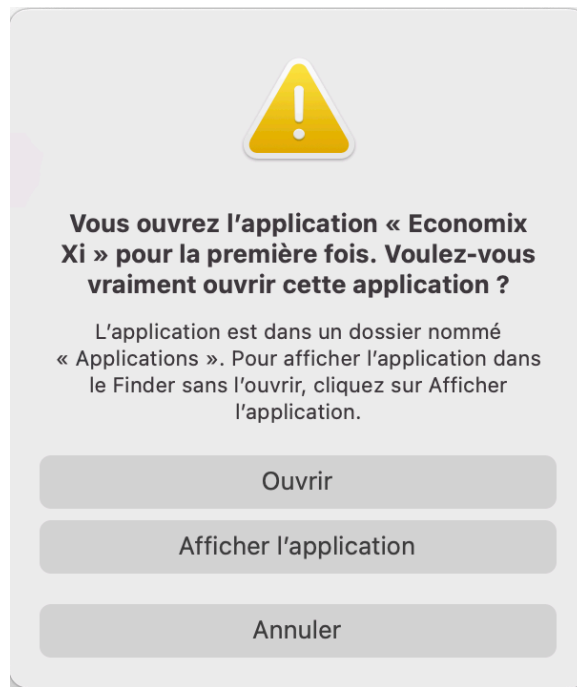 Vous ouvrez l’application « Economix
Xi » pour la première fois. Voulez-vous
vraiment ouvrir cette application ?
L’application est dans un dossier nommé
« Applications ». Pour afficher l’application dans
le Finder sans l’ouvrir, cliquez sur Afficher
l’application.
Ouvrir
Afficher l’application
Annuler